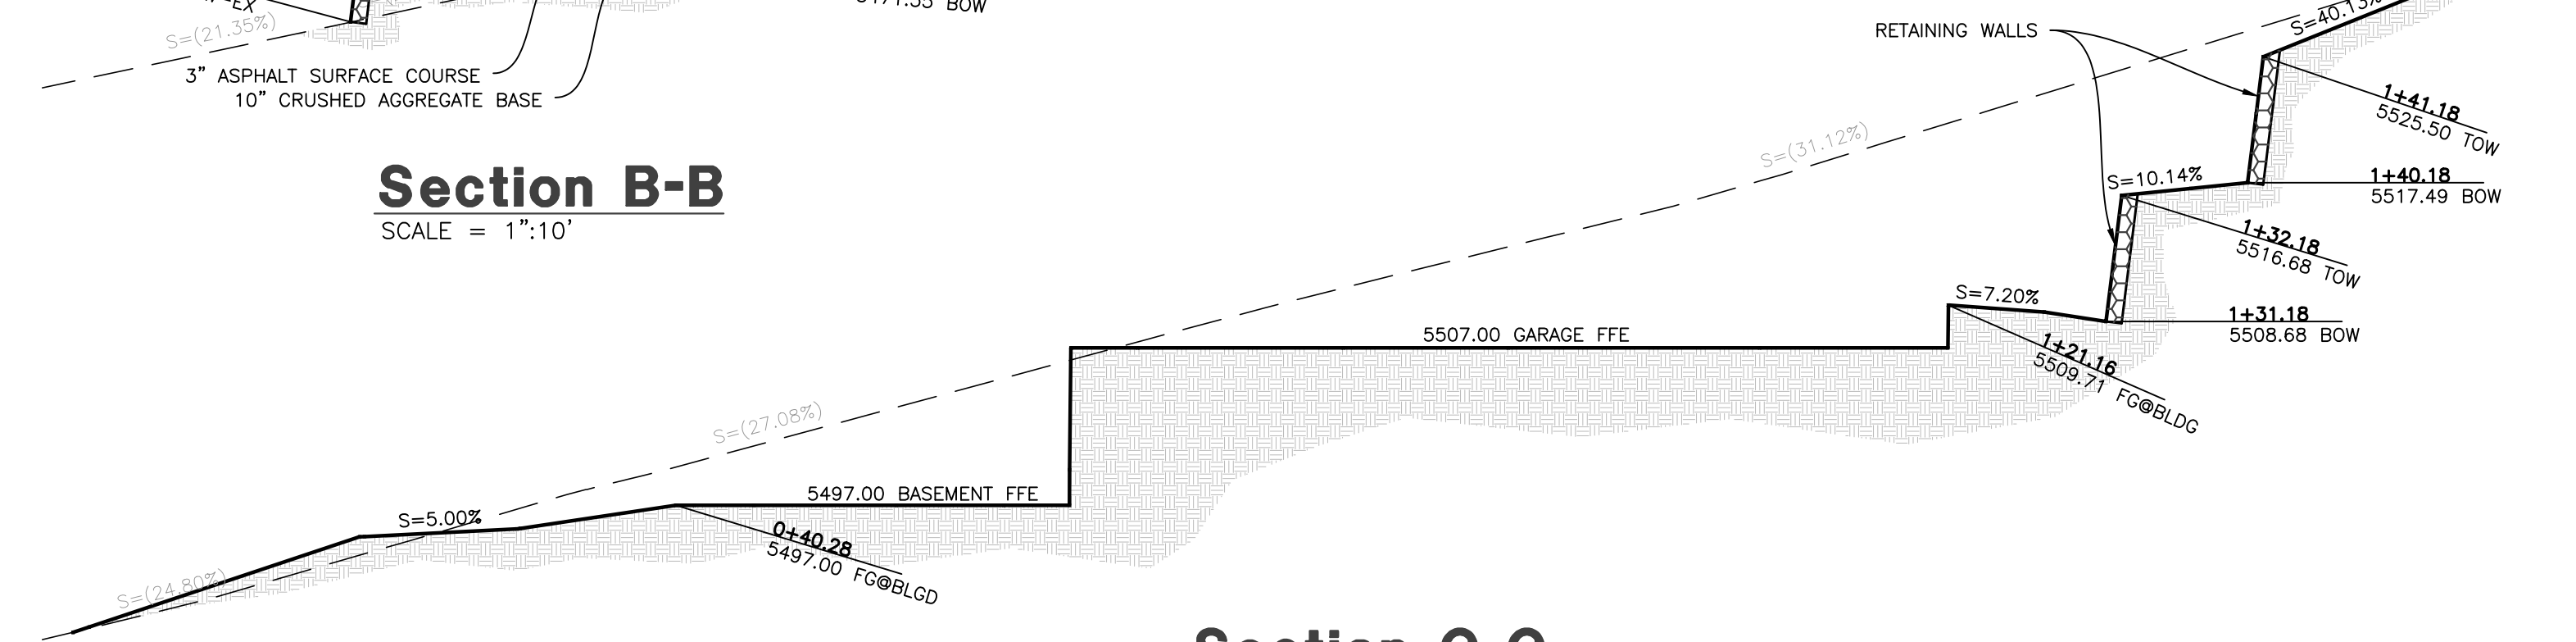 S=(21.35%)
3" ASPHALT SURFACE COURSE
10" CRUSHED AGGREGATE BASE
Section B-B
SCALE = 1":10'
RETAINING WALLS
S=40.13%
1+41.18
5525.50 TOW
S=(31.12%)
S=10.14%
1+40.18
5517.49 BOW
1+32.18
5516.68 TOW
S=7.20%
1+31.18
5508.68 BOW
5507.00 GARAGE FFE
1+21.16
5509.71 FG@BLDG
S=(27.08%)
5497.00 BASEMENT FFE
S=5.00%
0+40.28
5497.00 FG@BLGD
S=(24.80%)
Section